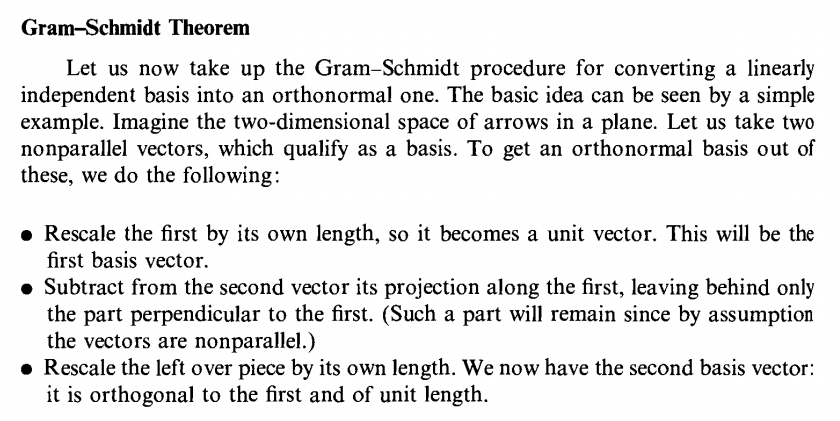 Gram–Schmidt Theorem
Let us now take up the Gram–Schmidt procedure for converting a linearly
independent basis into an orthonormal one. The basic idea can be seen by a simple
example. Imagine the two-dimensional space of arrows in a plane. Let us take two
nonparallel vectors, which qualify as a basis. To get an orthonormal basis out of
these, we do the following:
● Rescale the first by its own length, so it becomes a unit vector. This will be the
first basis vector.
● Subtract from the second vector its projection along the first, leaving behind only
the part perpendicular to the first. (Such a part will remain since by assumption
the vectors are nonparallel.)
● Rescale the left over piece by its own length. We now have the second basis vector:
it is orthogonal to the first and of unit length.